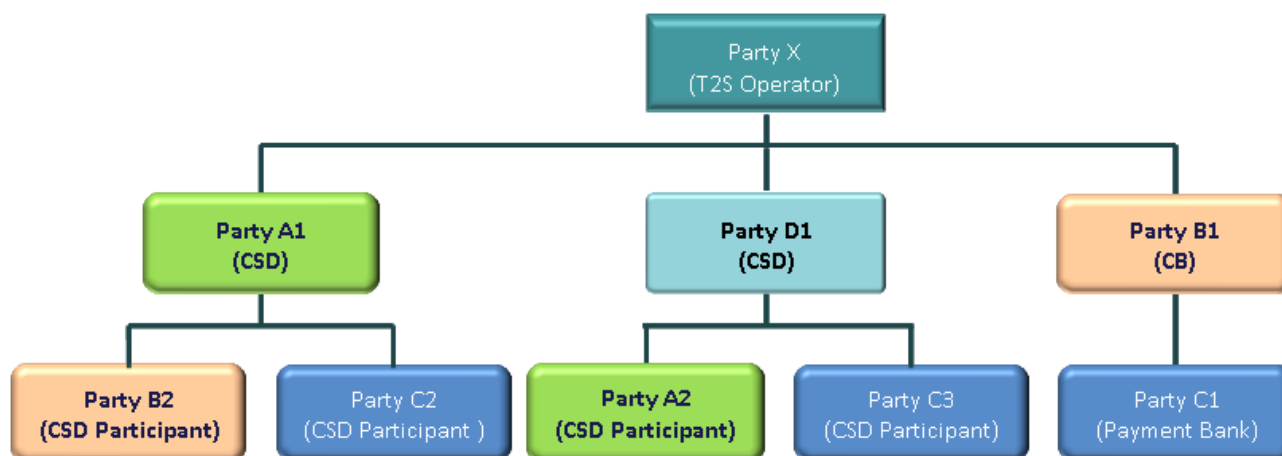 Party X
(T2S Operator)
Party A1
(CSD)
Party D1
(CSD)
Party B1
(CB)
Party B2
(CSD Participant)
Party C2
(CSD Participant )
Party A2
(CSD Participant)
Party C3
(CSD Participant)
Party C1
(Payment Bank)